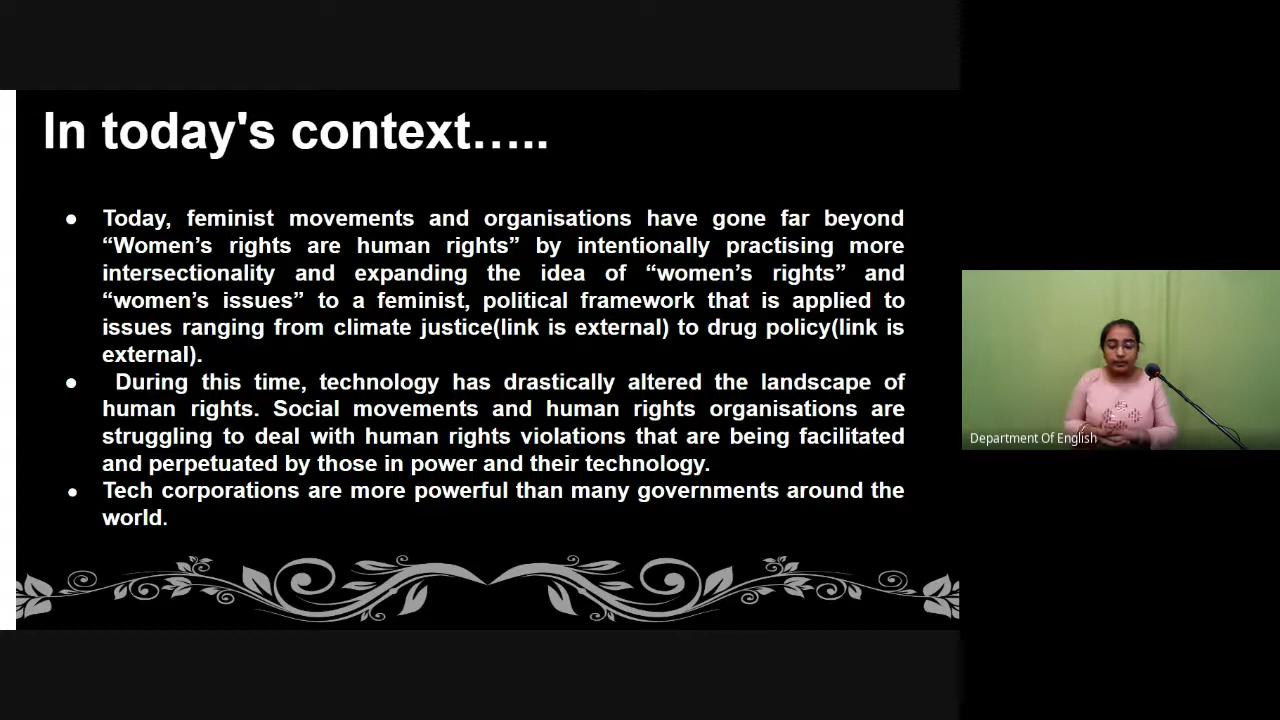 In today's context…..
● Today, feminist movements and organisations have gone far beyond
“Women’s rights are human rights” by intentionally practising more
intersectionality and expanding the idea of “women’s rights” and
“women’s issues” to a feminist, political framework that is applied to
issues ranging from climate justice(link is external) to drug policy(link is
external).
● During this time, technology has drastically altered the landscape of
human rights. Social movements and human rights organisations are
struggling to deal with human rights violations that are being facilitated
and perpetuated by those in power and their technology.
● Tech corporations are more powerful than many governments around the
world.
Department Of English